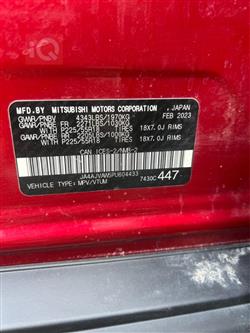 MFD.BY MITSUBISHI MOTORS CORPORATION , JAPAN
GVWR/PNBV 4343LBS/1970KG FEB 2023
GAWR/PNBE FR 2271LBS/1030KG
WITH P225/55R18 TIRES 18X7.0J RIMS
GAWR/PNBE RR 2205LBS/1000KG
WITH P225/55R18 TIRES 18X7.0J RIMS
CAN ICES-2/NMB-2
JA4AJVAW5PU604493
VEHICLE TYPE: MPV/VTUM 7430C 447